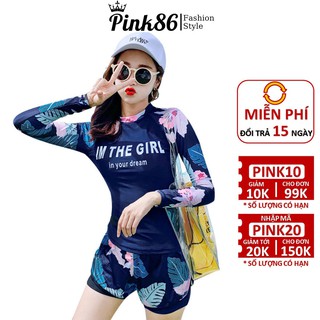 Pink86
Fashion
Style
MIỄN PHÍ
ĐỔI TRẢ 15 NGÀY
IM THE GIRL
in your dream
PINK10
GIẢM
10K
CHO ĐƠN
99K
* SỐ LƯỢNG CÓ HẠN
NHẬP MÃ
PINK20
GIẢM TỚI
20K
CHO ĐƠN
150K
* SỐ LƯỢNG CÓ HẠN